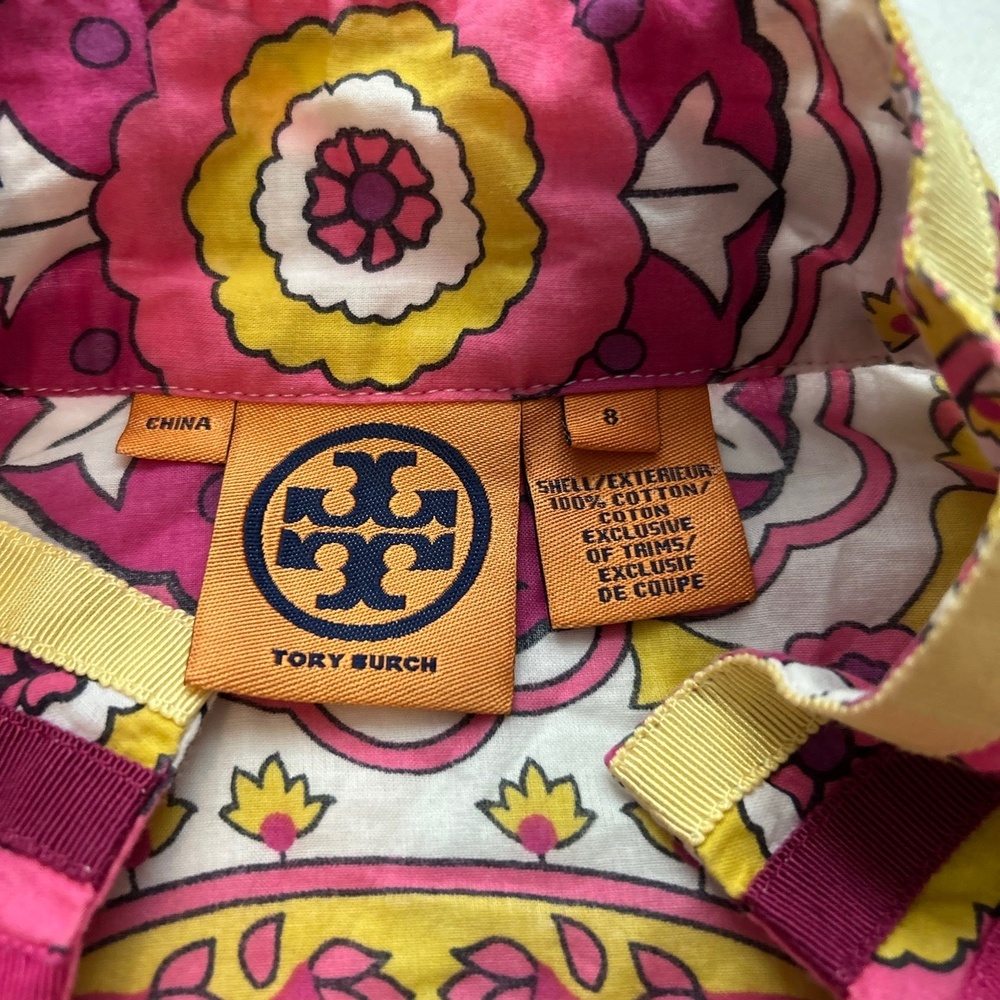 CHINA
TORY BURCH
8
SHELL/EXTERIEUR:
100% COTTON/
COTON
EXCLUSIVE
OF TRIMS/
EXCLUSIF
DE COUPE